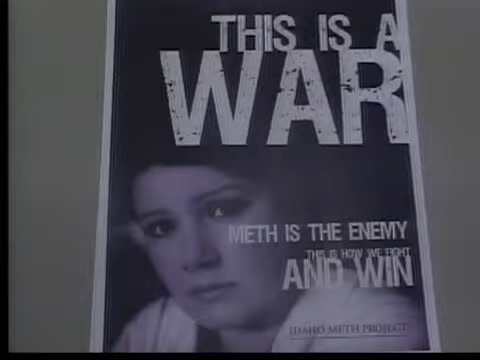 THIS IS A
WAR
METH IS THE ENEMY
THIS IS HOW WE FIGHT
AND WIN
IDAHO METH PROJECT